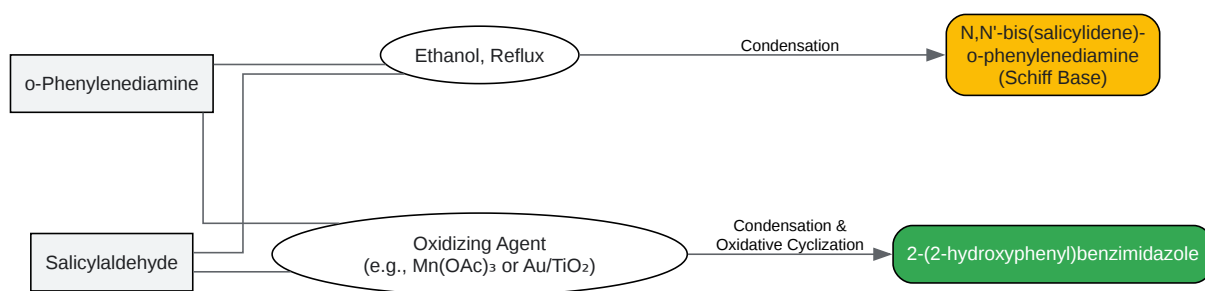 o-Phenylenediamine
Ethanol, Reflux
Condensation
N,N'-bis(salicylidene)-
o-phenylenediamine
(Schiff Base)
Salicylaldehyde
Oxidizing Agent
(e.g., Mn(OAc)₃ or Au/TiO₂)
Condensation &
Oxidative Cyclization
2-(2-hydroxyphenyl)benzimidazole